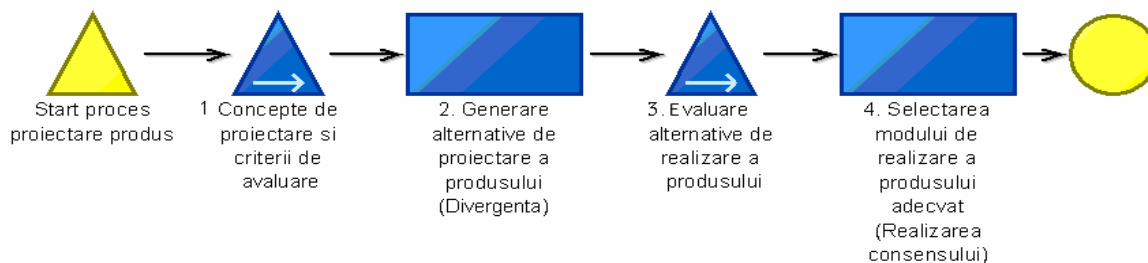 Start proces
proiectare produs
1 Concepte de
proiectare si
criterii de
avaluare
2. Generare
alternative de
proiectare a
produsului
(Divergenta)
3. Evaluare
alternative de
realizare a
produsului
4. Selectarea
modului de
realizare a
produsului
adecvat
(Realizarea
consensului)